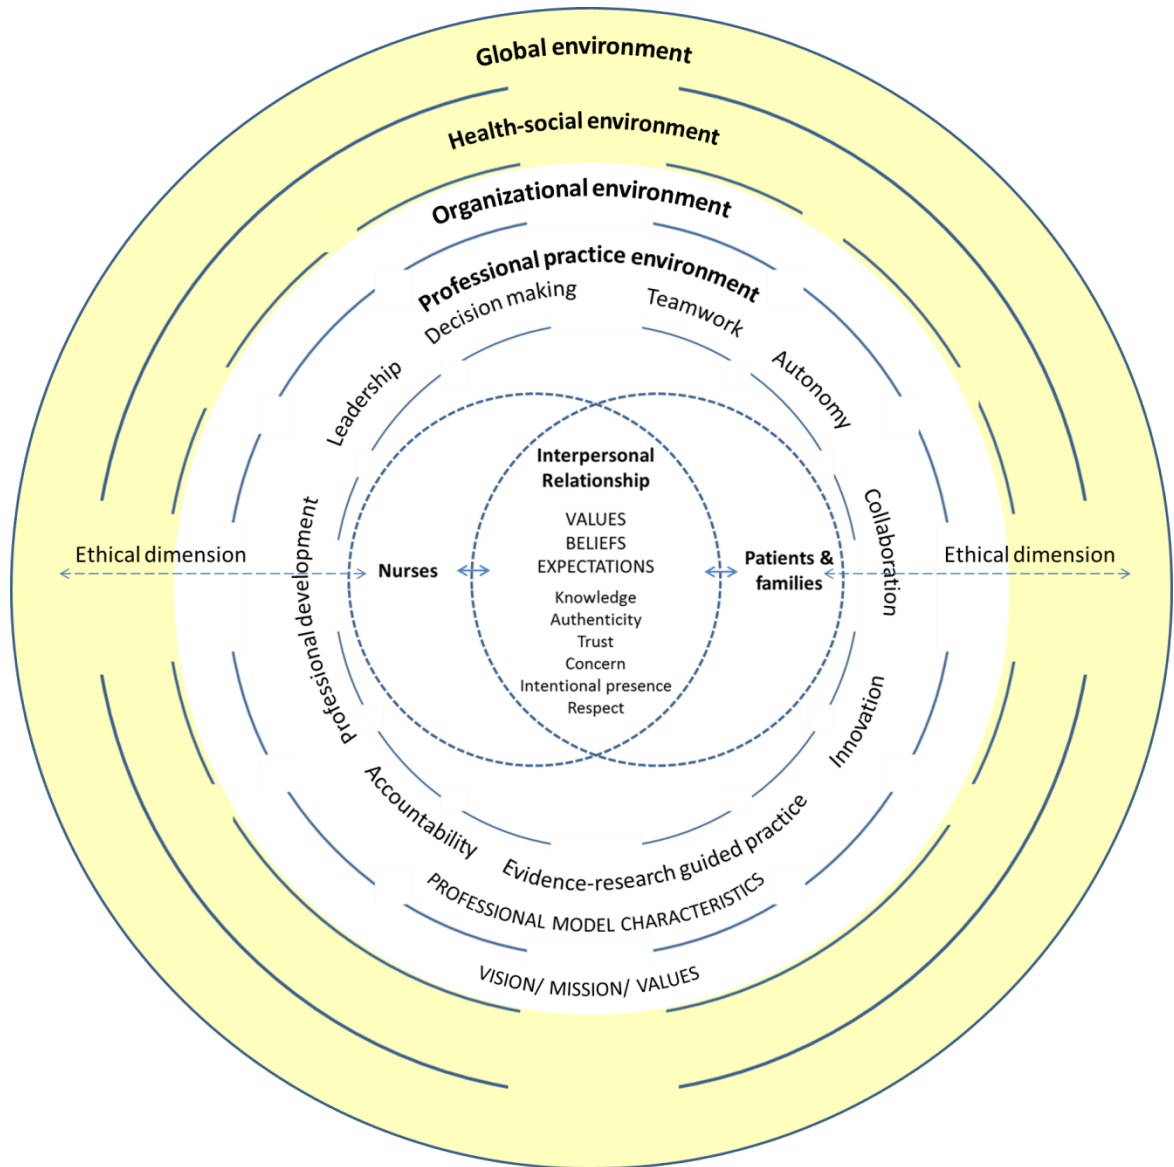 Global environment
Health-social environment
Organizational environment
Professional practice environment
Decision making
Teamwork
Leadership
Autonomy
Interpersonal
Relationship
VALUES
BELIEFS
EXPECTATIONS
Ethical dimension
Professional development
Nurses
Patients &
families
Collaboration
Ethical dimension
Knowledge
Authenticity
Trust
Concern
Intentional presence
Respect
Innovation
Accountability
Evidence-research guided practice
PROFESSIONAL MODEL CHARACTERISTICS
VISION/ MISSION/ VALUES